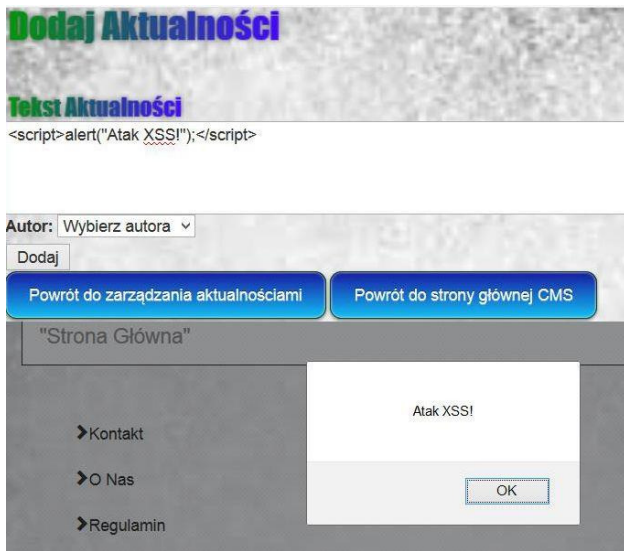 Dodaj Aktualności
Tekst Aktualności
<script>alert("Atak XSS!");</script>
Autor: Wybierz autora
Dodaj
Powrót do zarządzania aktualnościami Powrót do strony głównej CMS
"Strona Główna"
Atak XSS!
Kontakt
O Nas
OK
Regulamin